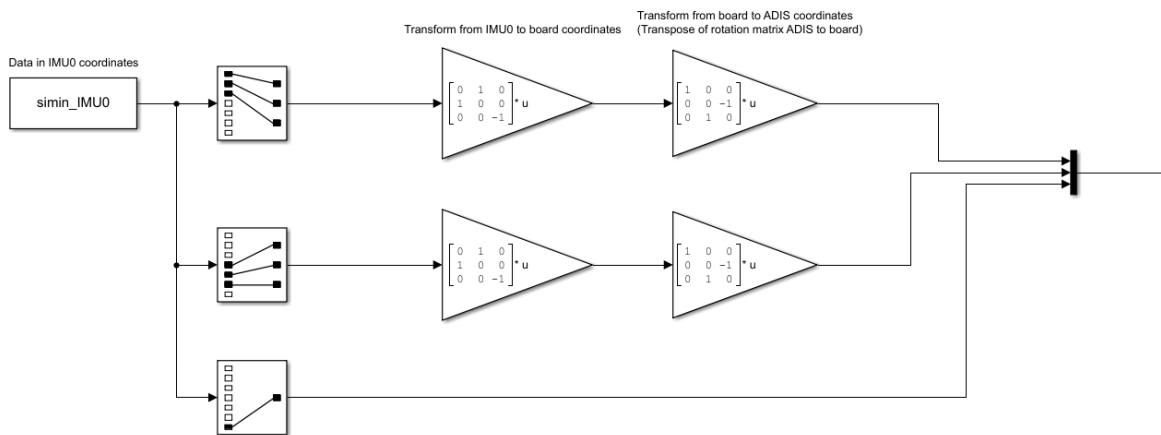 Transform from board to ADIS coordinates
Transform from IMU0 to board coordinates
(Transpose of rotation matrix ADIS to board)
Data in IMU0 coordinates
simin_IMU0
0 1 0
1 0 0
0 0 -1
* u
1 0 0
0 0 -1
0 1 0
* u
0 1 0
1 0 0
0 0 -1
* u
1 0 0
0 0 -1
0 1 0
* u